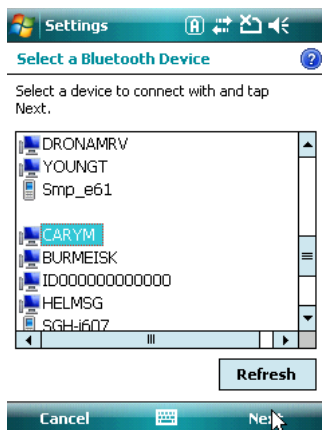 Settings
Select a Bluetooth Device
Select a device to connect with and tap
Next.
DRONAMRV
YOUNGT
Smp_e61
CARYM
BURMEISK
ID000000000000
HELMSG
SGH-i607
Refresh
Cancel
Next